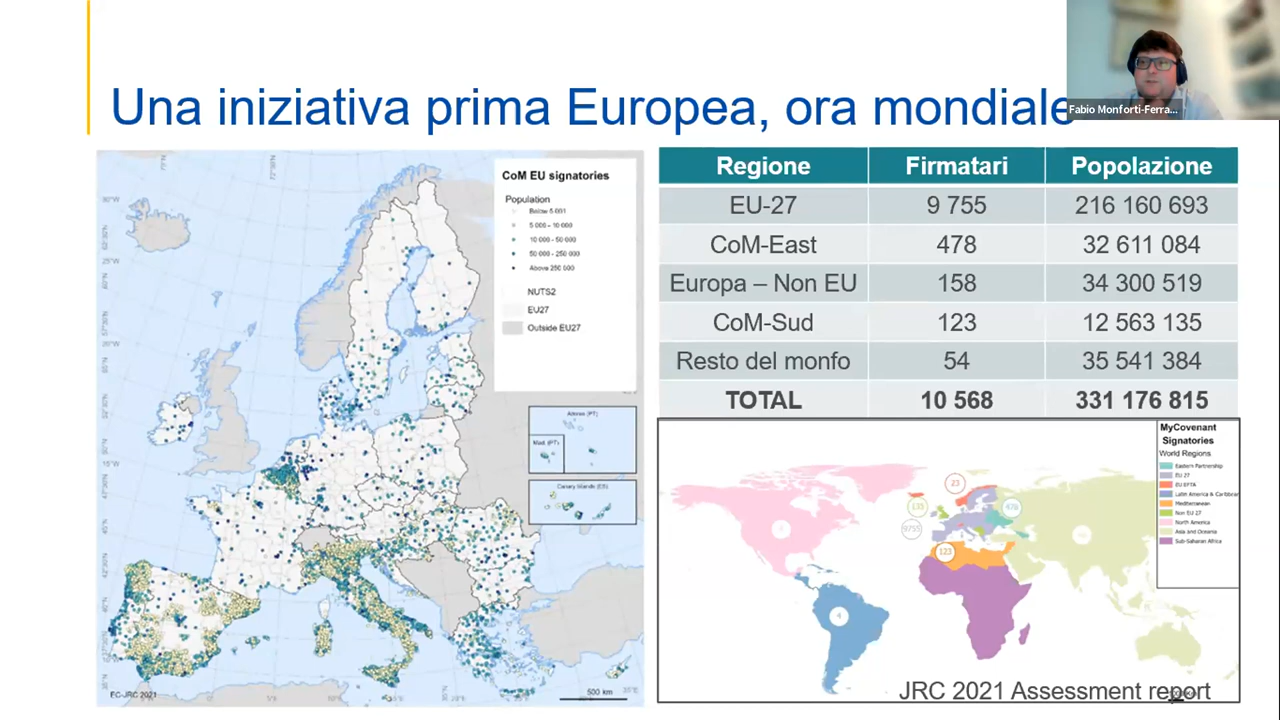 Una iniziativa prima Europea, ora mondiale
Fabio Monforti-Ferra...
CoM EU signatories
Population
Below 5 001
5 000 - 10 000
10 000 - 50 000
50 000 - 250 000
Above 250 000
NUTS2
EU27
Outside EU27
Azores (PT)
Mad. (PT)
Canary Islands (ES)
EC-JRC 2021
500 km
Regione Firmatari Popolazione
EU-27 9 755 216 160 693
CoM-East 478 32 611 084
Europa – Non EU 158 34 300 519
CoM-Sud 123 12 563 135
Resto del monfo 54 35 541 384
TOTAL 10 568 331 176 815
MyCovenant
Signatories
World Regions
Eastern Partnership
EU 27
EU EFTA
Latin America & Caribbean
Mediterranean
Non EU 27
North America
Asia and Oceania
Sub-Saharan Africa
23
135
476
9755
123
4
JRC 2021 Assessment report